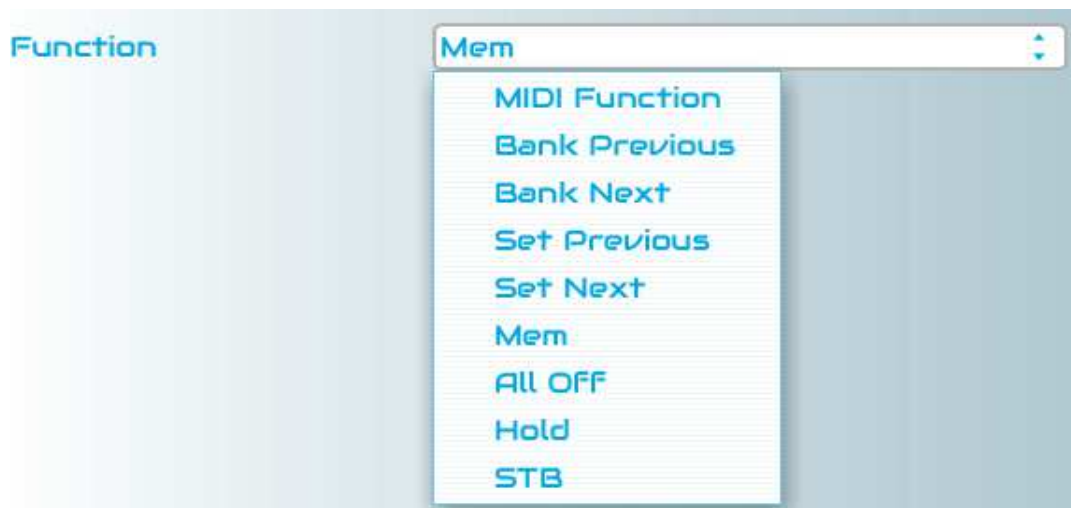 Function Mem
MIDI Function
Bank Previous
Bank Next
Set Previous
Set Next
Mem
All Off
Hold
STB